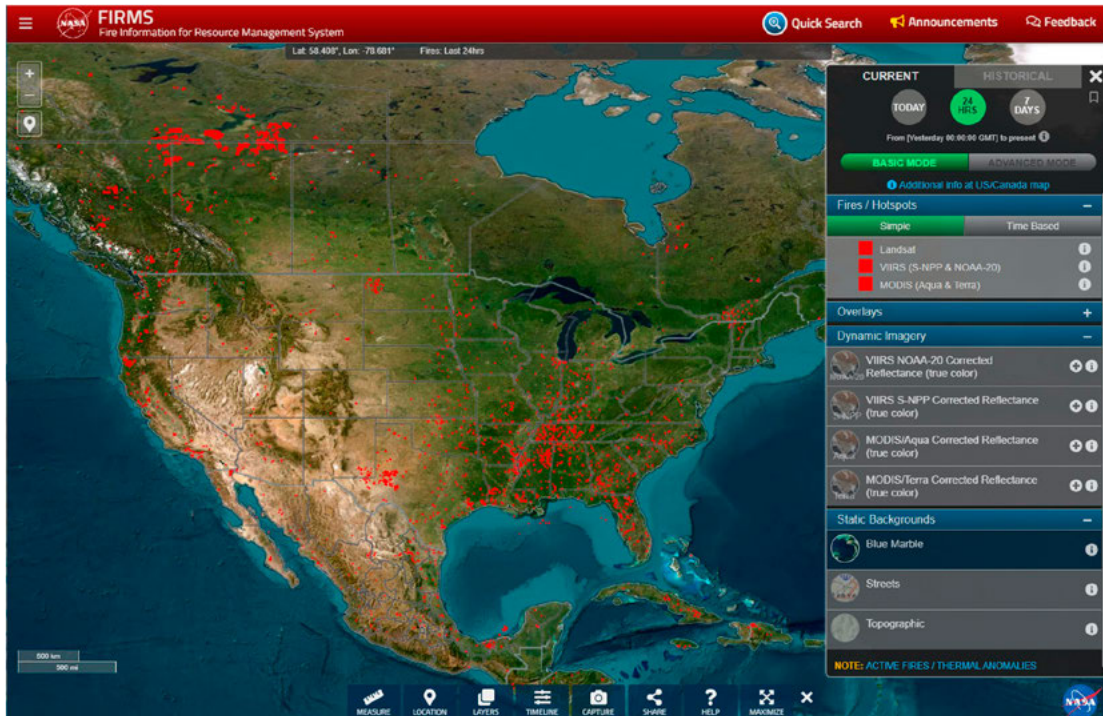 NASA
FIRMS
Fire Information for Resource Management System
Quick Search
Announcements
Feedback
Lat: 58.408°, Lon: -78.681° Fires: Last 24hrs
+
−
CURRENT
HISTORICAL
TODAY
24
HRS
7
DAYS
From [Yesterday 00:00:00 GMT] to present
BASIC MODE
ADVANCED MODE
Additional info at US/Canada map
Fires / Hotspots
Simple
Time Based
Landsat
VIIRS (S-NPP & NOAA-20)
MODIS (Aqua & Terra)
Overlays
Dynamic Imagery
VIIRS NOAA-20 Corrected
Reflectance (true color)
VIIRS S-NPP Corrected Reflectance
(true color)
MODIS/Aqua Corrected Reflectance
(true color)
MODIS/Terra Corrected Reflectance
(true color)
Static Backgrounds
Blue Marble
Streets
Topographic
NOTE: ACTIVE FIRES / THERMAL ANOMALIES
500 km
500 mi
MEASURE
LOCATION
LAYERS
TIMELINE
CAPTURE
SHARE
HELP
MAXIMIZE
NASA